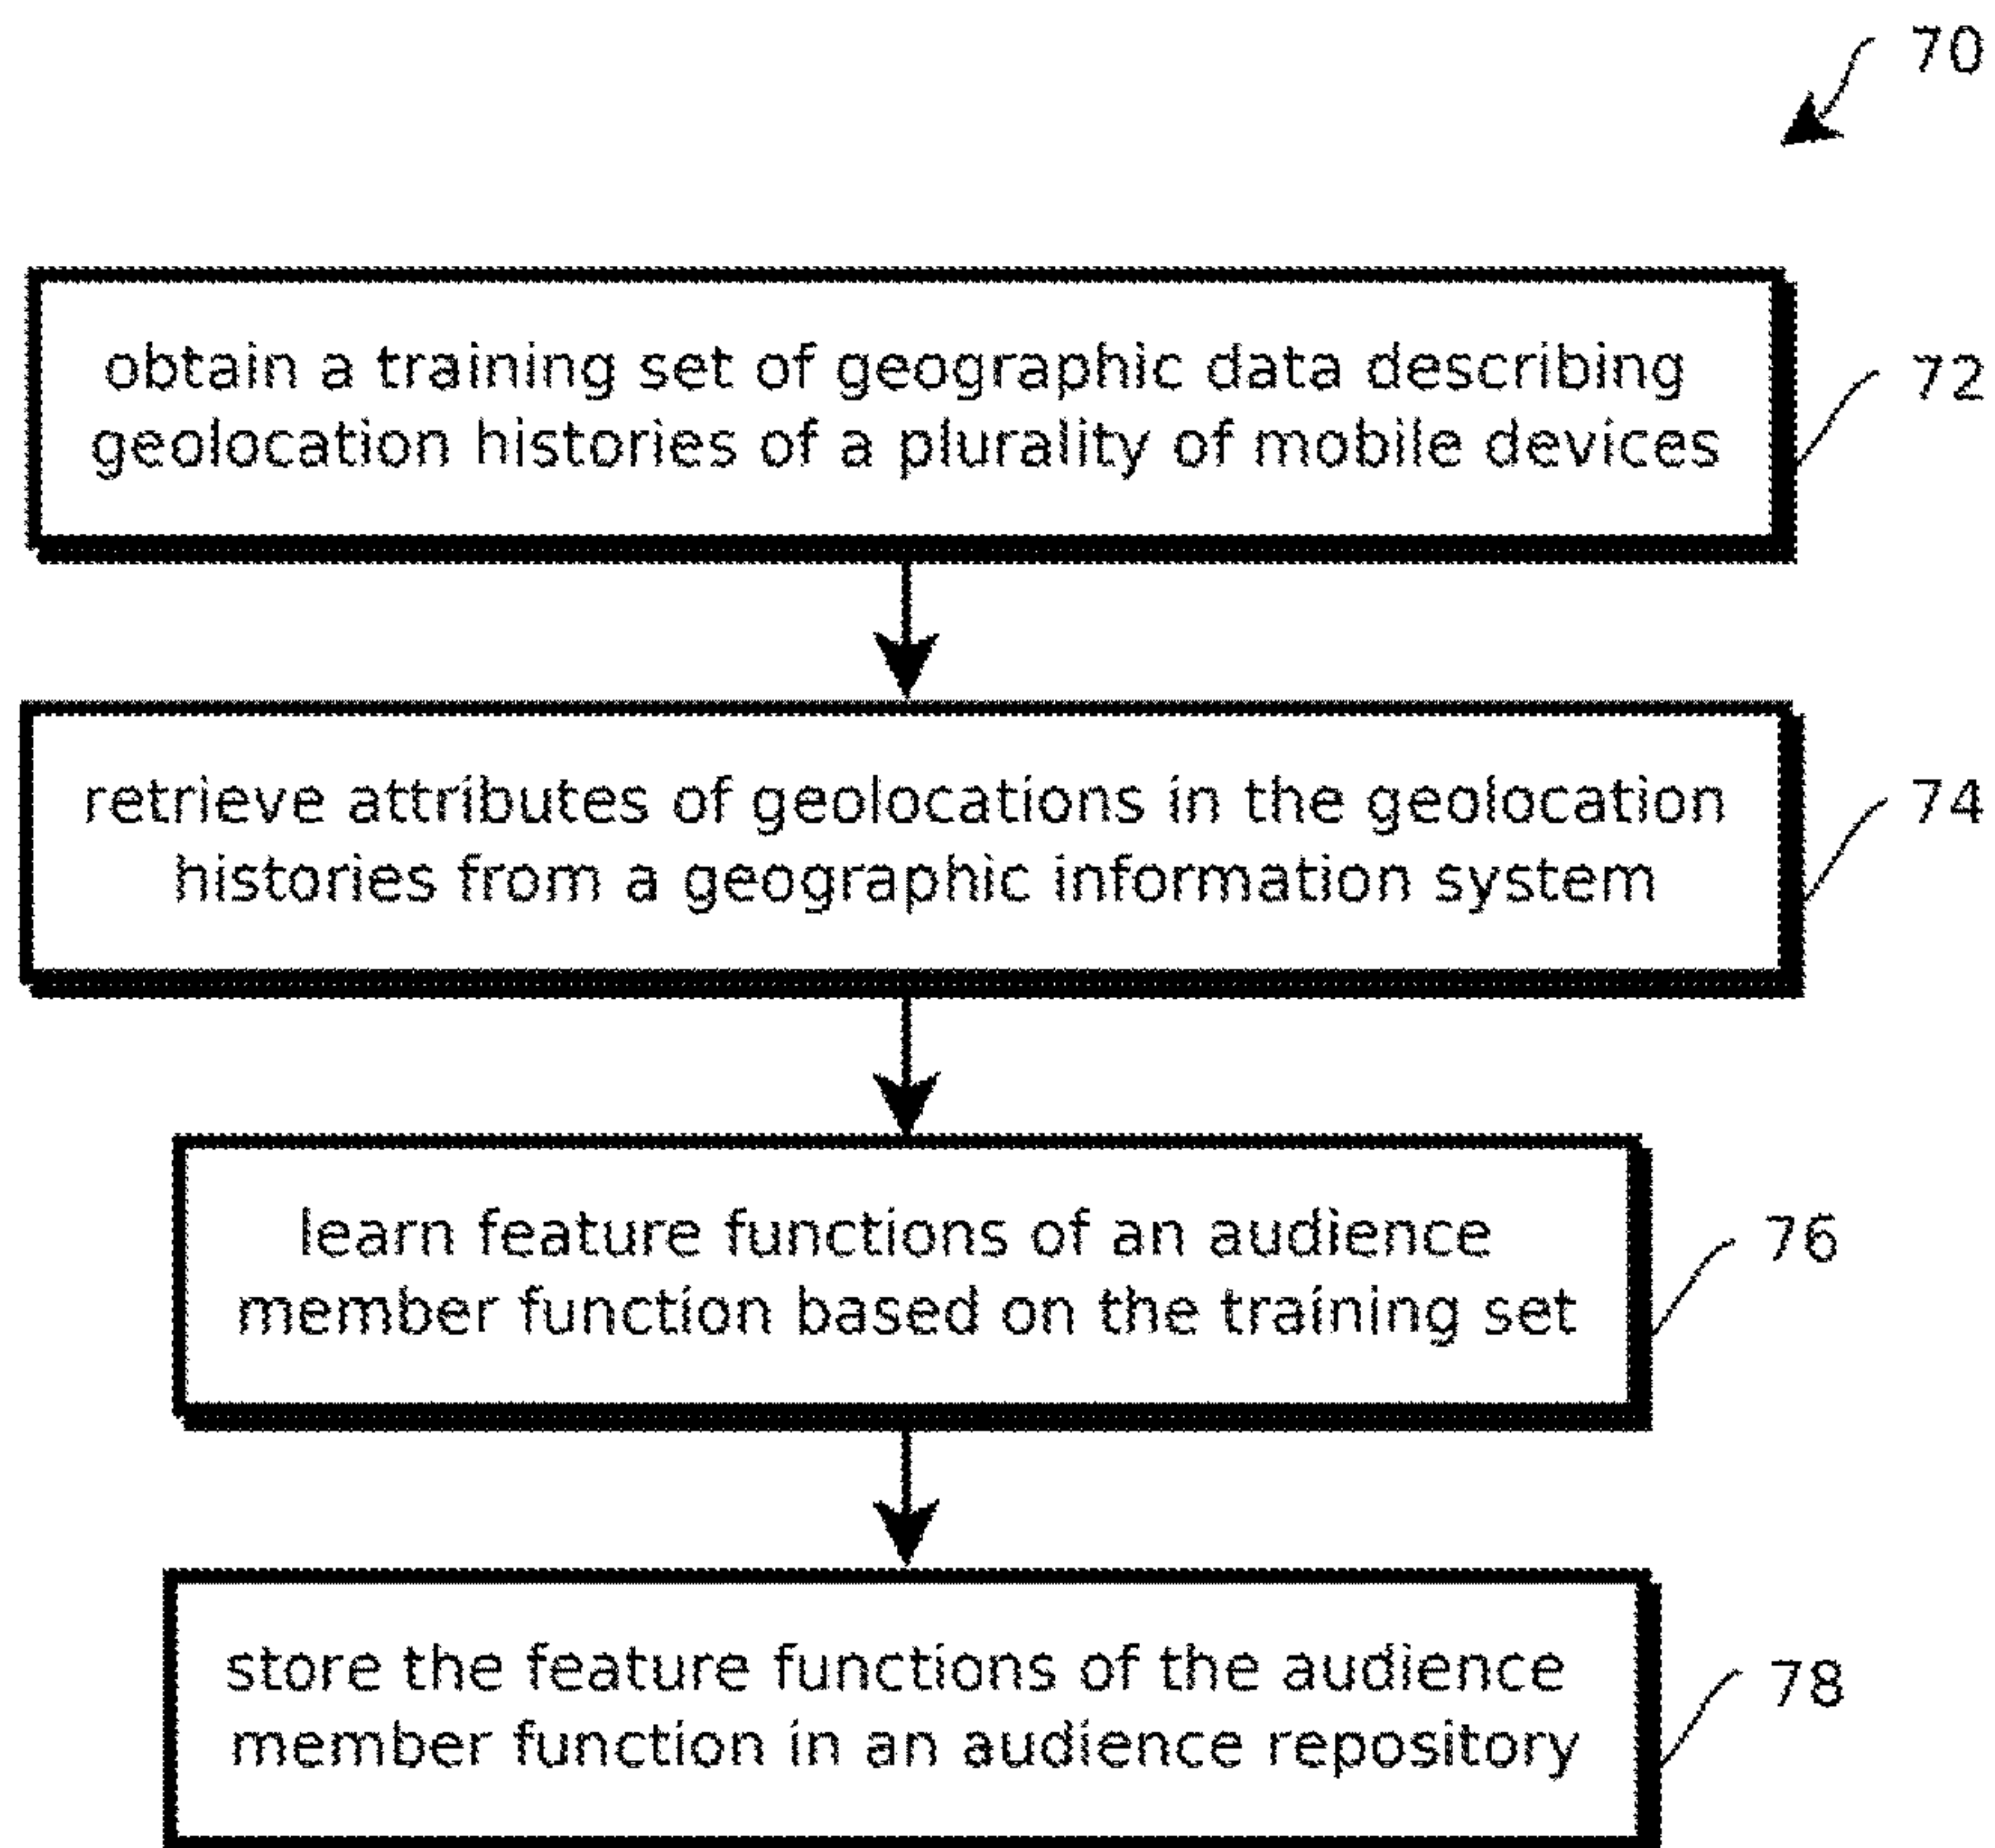 70
obtain a training set of geographic data describing
geolocation histories of a plurality of mobile devices
72
retrieve attributes of geolocations in the geolocation
histories from a geographic information system
74
learn feature functions of an audience
member function based on the training set
76
store the feature functions of the audience
member function in an audience repository
78